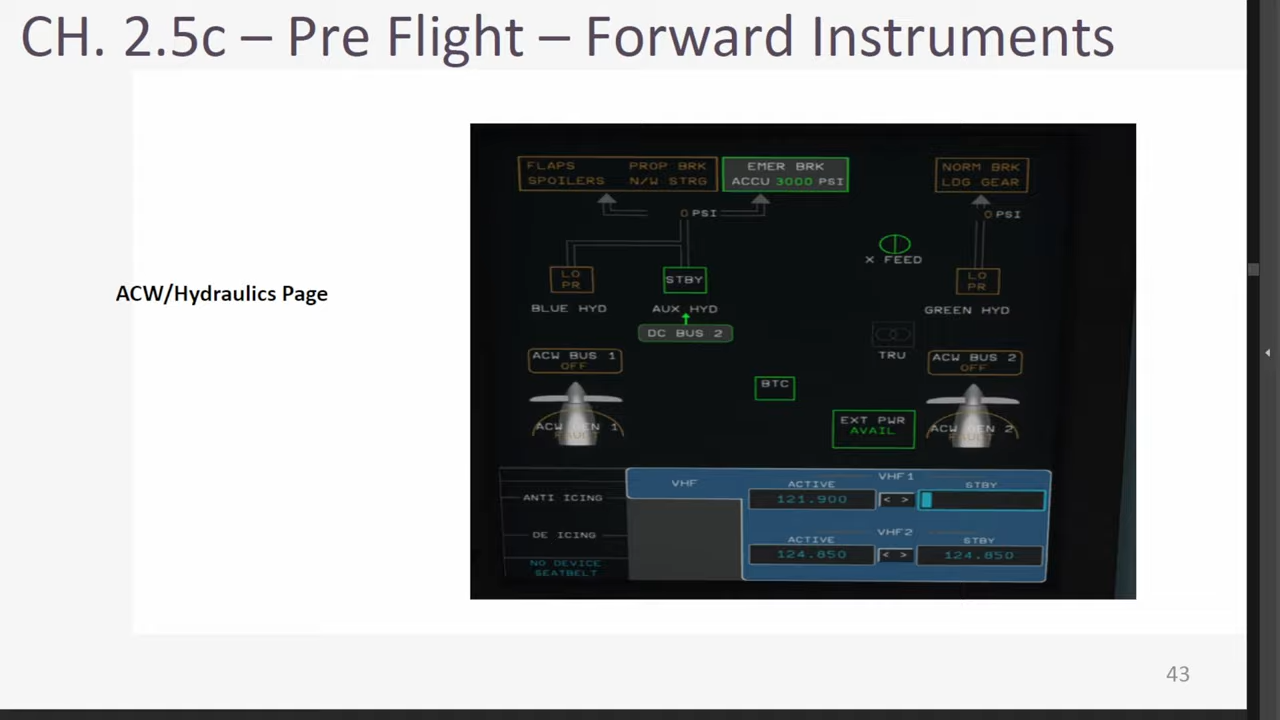 CH. 2.5c – Pre Flight – Forward Instruments
ACW/Hydraulics Page
FLAPS PROP BRK
SPOILERS N/W STRG
EMER BRK
ACCU 3000 PSI
NORM BRK
LDG GEAR
0 PSI
0 PSI
X FEED
LO
PR
STBY
LO
PR
BLUE HYD
AUX HYD
GREEN HYD
DC BUS 2
TRU
ACW BUS 1
OFF
ACW BUS 2
OFF
BTC
EXT PWR
AVAIL
ACW GEN 1
FAULT
ACW GEN 2
FAULT
ANTI ICING
DE ICING
NO DEVICE
SEATBELT
VHF
VHF1
ACTIVE STBY
121.900 < >
VHF2
ACTIVE STBY
124.850 < > 124.850
43